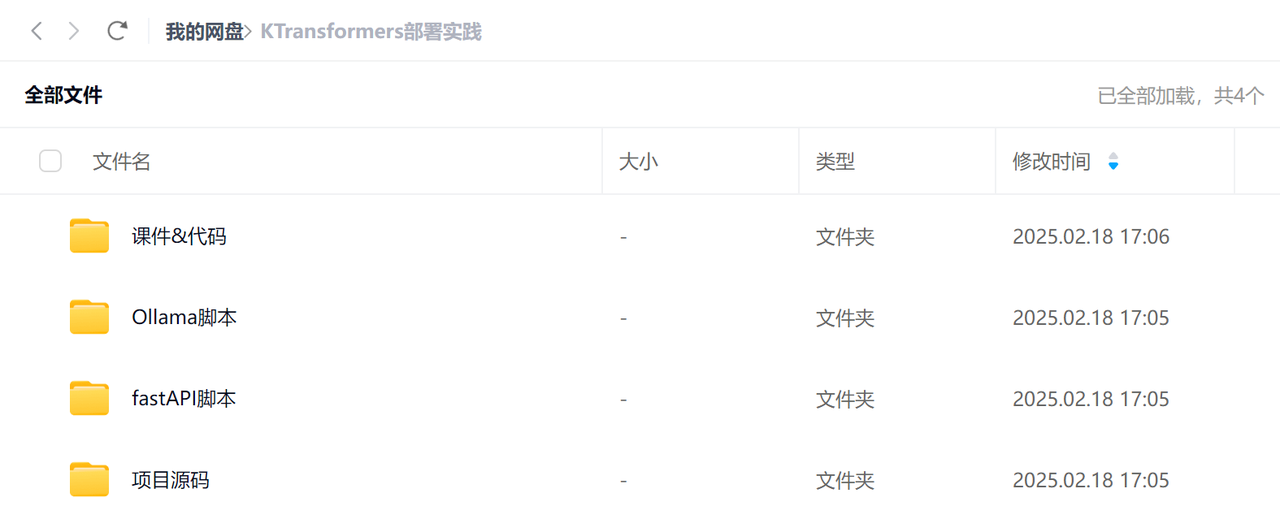 我的网盘> KTransformers部署实践
全部文件 已全部加载，共4个
文件名 大小 类型 修改时间
课件&代码 - 文件夹 2025.02.18 17:06
Ollama脚本 - 文件夹 2025.02.18 17:05
fastAPI脚本 - 文件夹 2025.02.18 17:05
项目源码 - 文件夹 2025.02.18 17:05